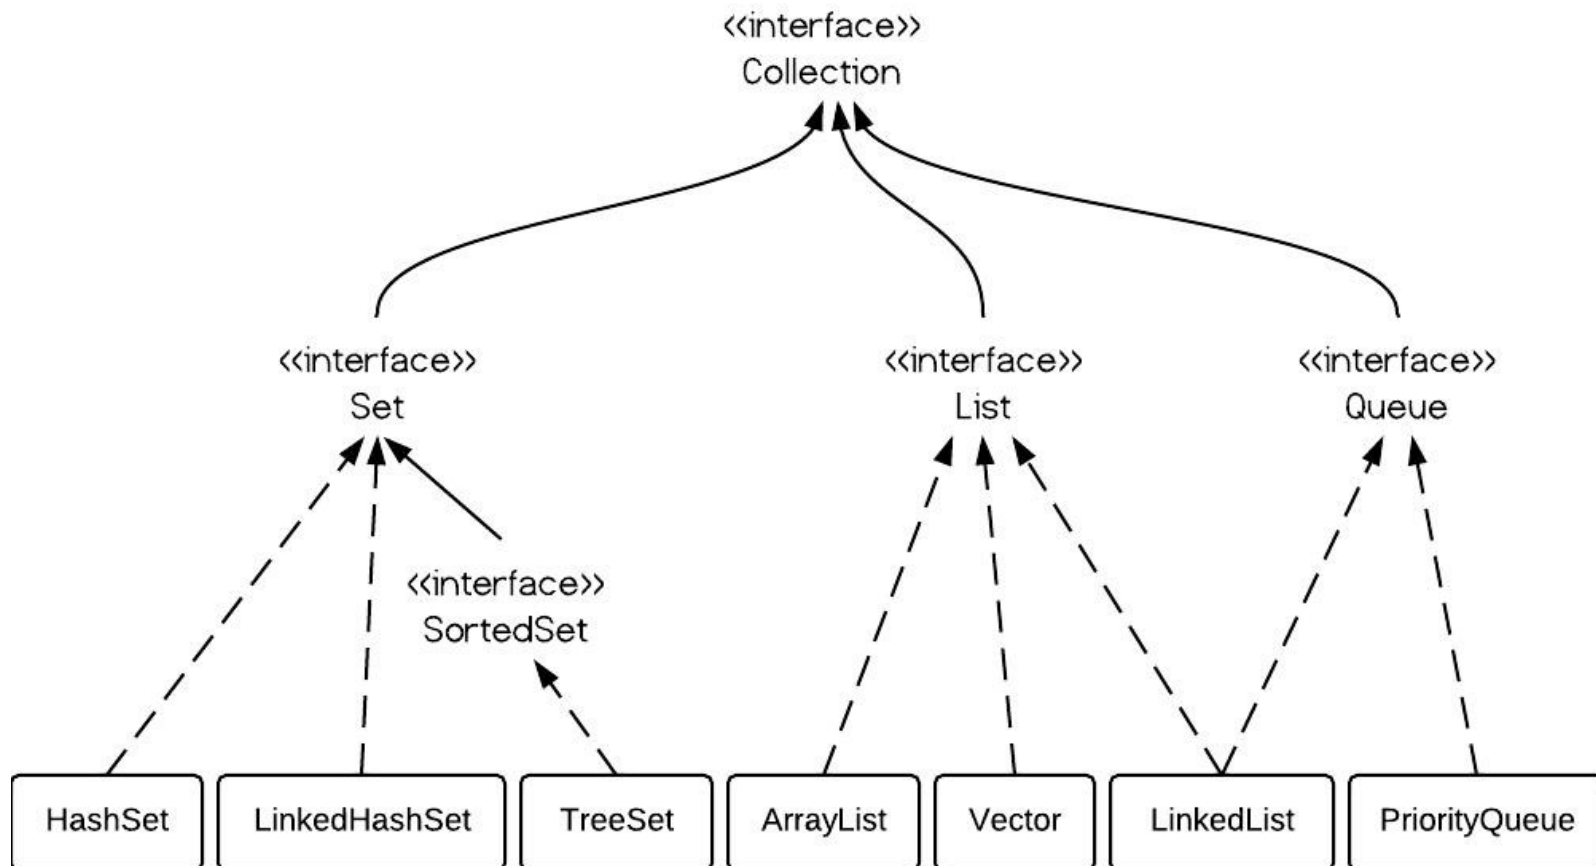 <<interface>>
Collection
<<interface>>
Set
<<interface>>
List
<<interface>>
Queue
<<interface>>
SortedSet
HashSet
LinkedHashSet
TreeSet
ArrayList
Vector
LinkedList
PriorityQueue